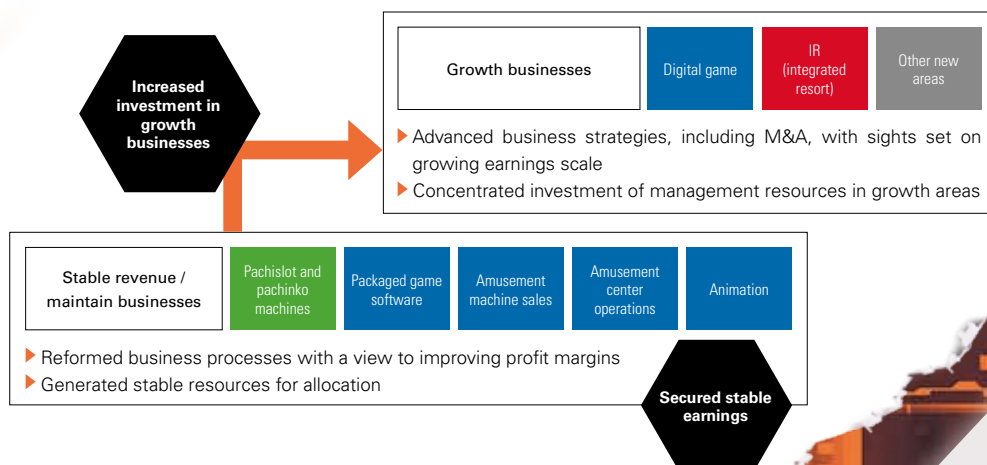 Increased
investment in
growth
businesses
Growth businesses
Digital game
IR
(integrated
resort)
Other new
areas
Advanced business strategies, including M&A, with sights set on
growing earnings scale
Concentrated investment of management resources in growth areas
Stable revenue /
maintain businesses
Pachislot and
pachinko
machines
Packaged game
software
Amusement
machine sales
Amusement
center
operations
Animation
Reformed business processes with a view to improving profit margins
Generated stable resources for allocation
Secured stable
earnings